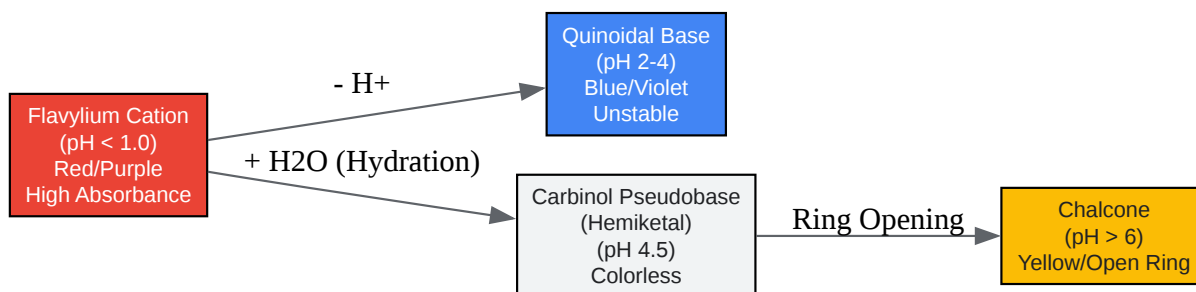 Flavylium Cation
(pH < 1.0)
Red/Purple
High Absorbance
- H+
+ H2O (Hydration)
Quinoidal Base
(pH 2-4)
Blue/Violet
Unstable
Carbinol Pseudobase
(Hemiketal)
(pH 4.5)
Colorless
Ring Opening
Chalcone
(pH > 6)
Yellow/Open Ring